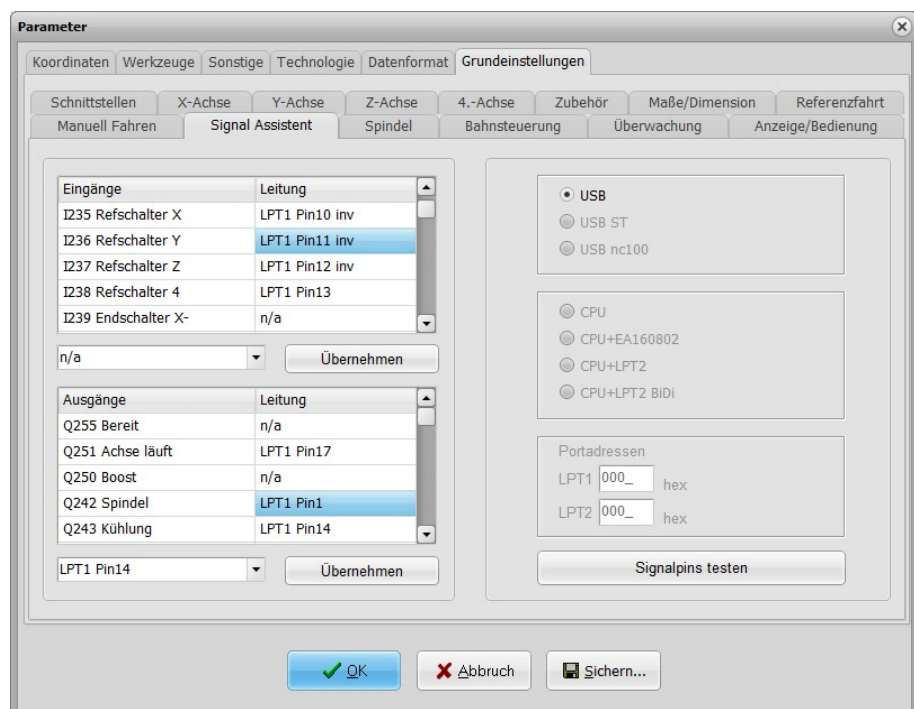 Parameter
Koordinaten Werkzeuge Sonstige Technologie Datenformat Grundeinstellungen
Schnittstellen X-Achse Y-Achse Z-Achse 4.-Achse Zubehör Maße/Dimension Referenzfahrt
Manuell Fahren Signal Assistent Spindel Bahnsteuerung Überwachung Anzeige/Bedienung
Eingänge Leitung
I235 Refschalter X LPT1 Pin10 inv
I236 Refschalter Y LPT1 Pin11 inv
I237 Refschalter Z LPT1 Pin12 inv
I238 Refschalter 4 LPT1 Pin13
I239 Endschalter X- n/a
n/a Übernehmen
Ausgänge Leitung
Q255 Bereit n/a
Q251 Achse läuft LPT1 Pin17
Q250 Boost n/a
Q242 Spindel LPT1 Pin1
Q243 Kühlung LPT1 Pin14
LPT1 Pin14 Übernehmen
USB
USB ST
USB nc100
CPU
CPU+EA160802
CPU+LPT2
CPU+LPT2 BiDi
Portadressen
LPT1 000_ hex
LPT2 000_ hex
Signalpins testen
OK Abbruch Sichern...